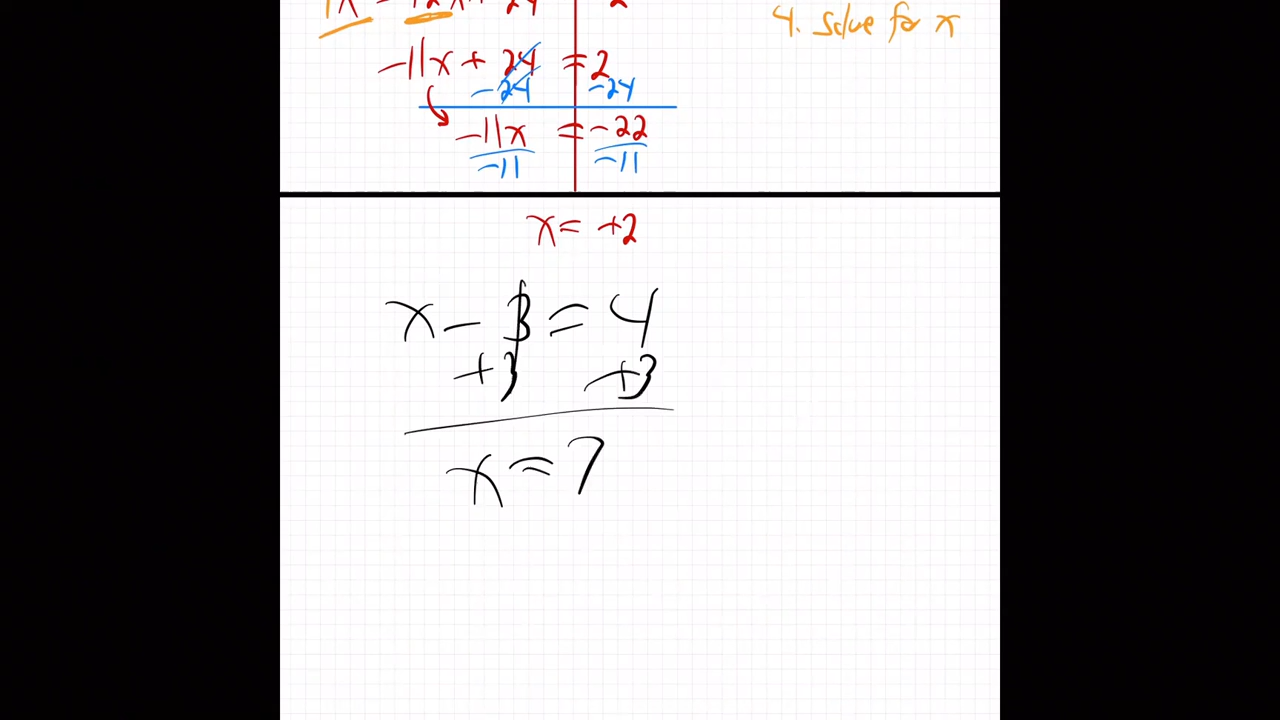 4. Solve for x
-11x + 24 = 2
-24 -24
-11x = -22
-11 -11
x = +2
x - 3 = 4
+3 +3
x = 7